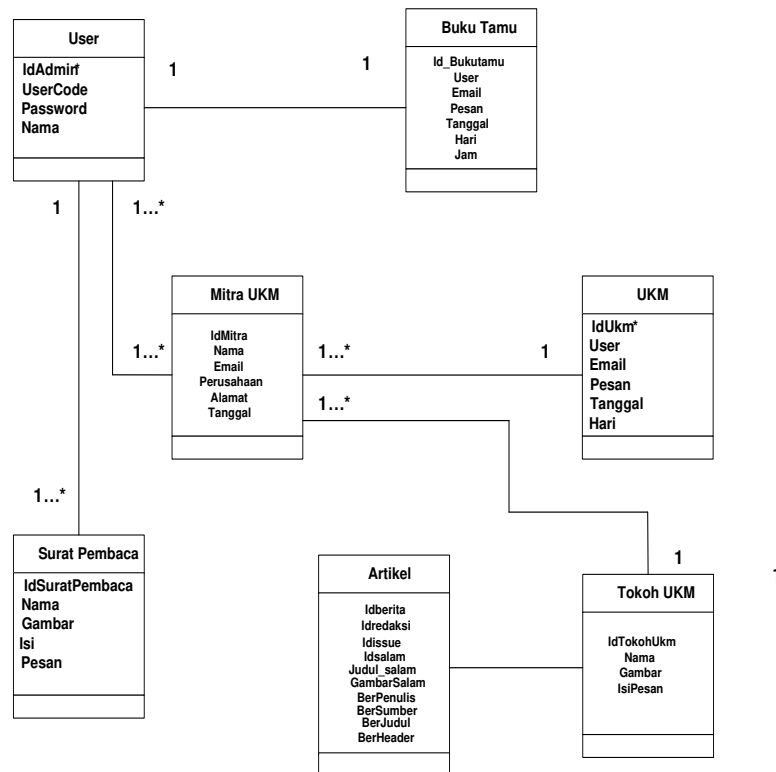 User
IdAdmin*
UserCode
Password
Nama
1
1
Buku Tamu
Id_Bukutamu
User
Email
Pesan
Tanggal
Hari
Jam
1
1...*
Mitra UKM
IdMitra
Nama
Email
Perusahaan
Alamat
Tanggal
1...*
1...*
1
1...*
UKM
IdUkm*
User
Email
Pesan
Tanggal
Hari
1...*
Surat Pembaca
IdSuratPembaca
Nama
Gambar
Isi
Pesan
Artikel
Idberita
Idredaksi
Idissue
Idsalam
Judul_salam
GambarSalam
BerPenulis
BerSumber
BerJudul
BerHeader
1
Tokoh UKM
IdTokohUkm
Nama
Gambar
IsiPesan